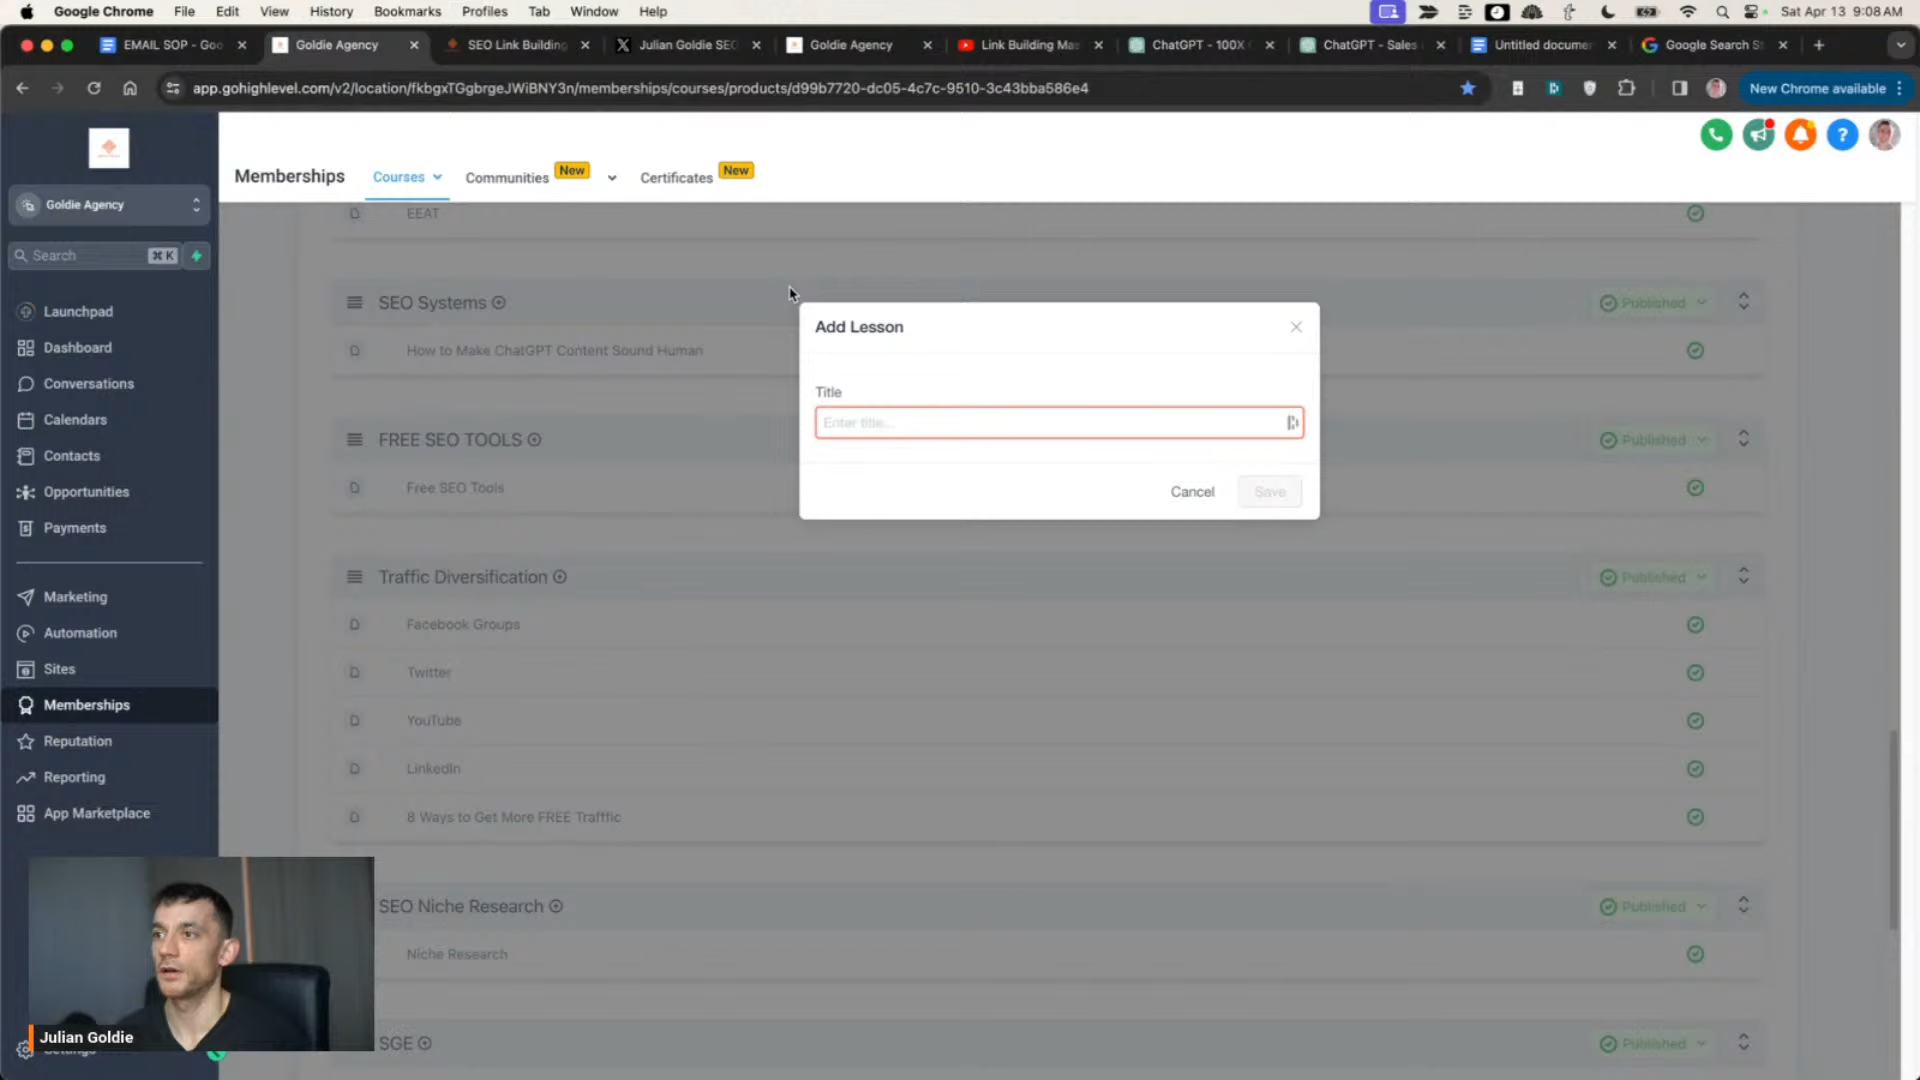 Google Chrome File Edit View History Bookmarks Profiles Tab Window Help Sat Apr 13 9:08 AM
EMAIL SOP - Goo Goldie Agency SEO Link Building Julian Goldie SEO Goldie Agency Link Building Mas ChatGPT - 100X ChatGPT - Sales Untitled documen Google Search S
app.gohighlevel.com/v2/location/fkbgxTGgbrgeJWiBNY3n/memberships/courses/products/d99b7720-dc05-4c7c-9510-3c43bba586e4 New Chrome available
Memberships Courses Communities New Certificates New
Goldie Agency
Search ⌘ K
Launchpad
Dashboard
Conversations
Calendars
Contacts
Opportunities
Payments
Marketing
Automation
Sites
Memberships
Reputation
Reporting
App Marketplace
EEAT
SEO Systems Published
How to Make ChatGPT Content Sound Human
FREE SEO TOOLS Published
Free SEO Tools
Traffic Diversification Published
Facebook Groups
Twitter
YouTube
LinkedIn
8 Ways to Get More FREE Trafffic
SEO Niche Research Published
Niche Research
SGE Published
Add Lesson
Title
Enter title...
Cancel Save
Julian Goldie